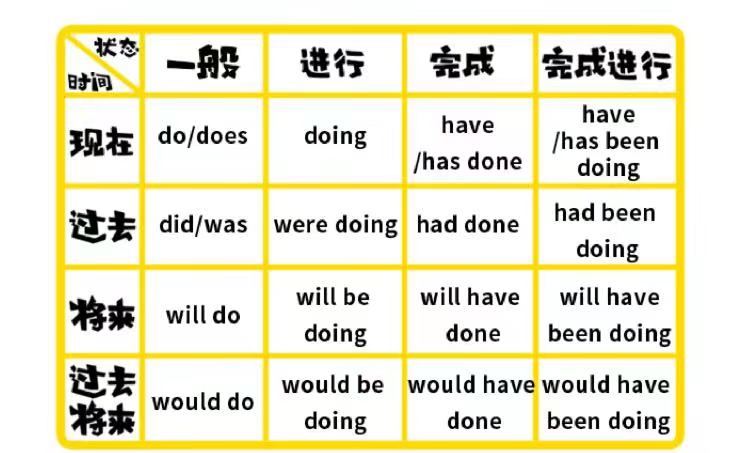 状态
时间
一般
进行
完成
完成进行
现在
do/does
doing
have
/has done
have
/has been
doing
过去
did/was
were doing
had done
had been
doing
将来
will do
will be
doing
will have
done
will have
been doing
过去
将来
would do
would be
doing
would have
done
would have
been doing